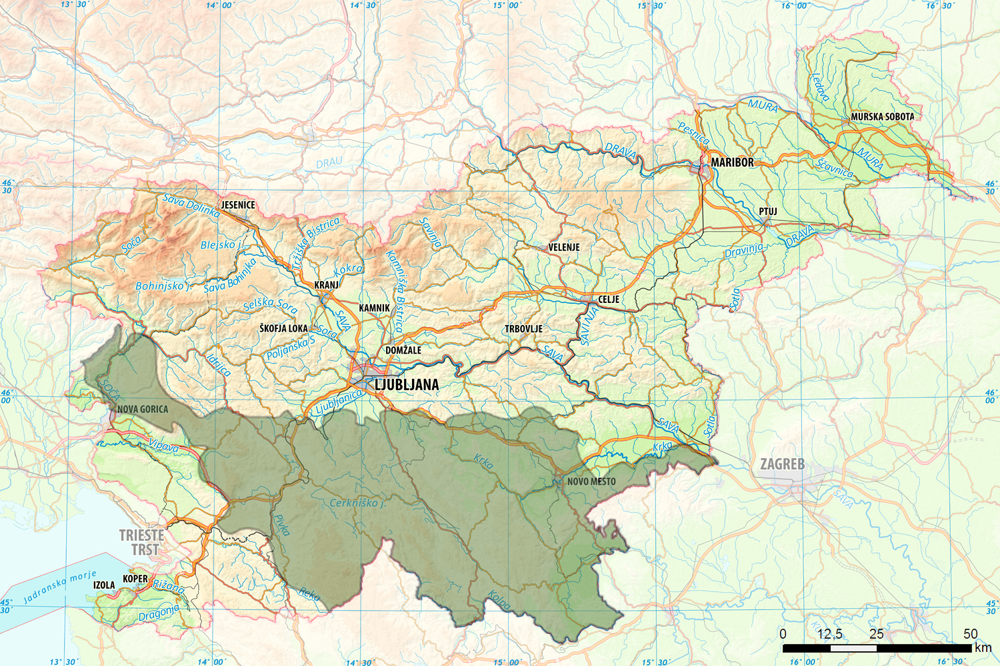 13° 30´
14° 00´
14° 30´
15° 00´
15° 30´
16° 00´
16° 30´
Ledava
MURA
MURSKA SOBOTA
Pesnica
DRAVA
DRAU
MARIBOR
MURA
Ščavnica
46°
30´
46°
30´
Sava Dolinka
JESENICE
PTUJ
Soča
Blejsko j.
Tržiška Bistrica
Savinja
VELENJE
DRAVA
Dravinja
Bohinjsko j.
Sava Bohinjka
Kokra
Kamniška Bistrica
KRANJ
Selška Sora
KAMNIK
CELJE
Sotla
SAVA
ŠKOFJA LOKA
Sora
TRBOVLJE
SAVINJA
Poljanska S
DOMŽALE
SAVA
Idrijca
LJUBLJANA
SOČA
46°
00´
46°
00´
NOVA GORICA
Ljubljanica
SAVA
Sotla
Vipava
Krka
Krka
ZAGREB
NOVO MESTO
Cerkniško j.
SAVA
Pivka
TRIESTE
TRST
Jadransko morje
KOPER
IZOLA
Rižana
Reka
Kolpa
Dragonja
45°
30´
45°
30´
0 12,5 25 50
km
13° 30´
14° 00´
14° 30´
15° 00´
15° 30´
16° 00´
16° 30´